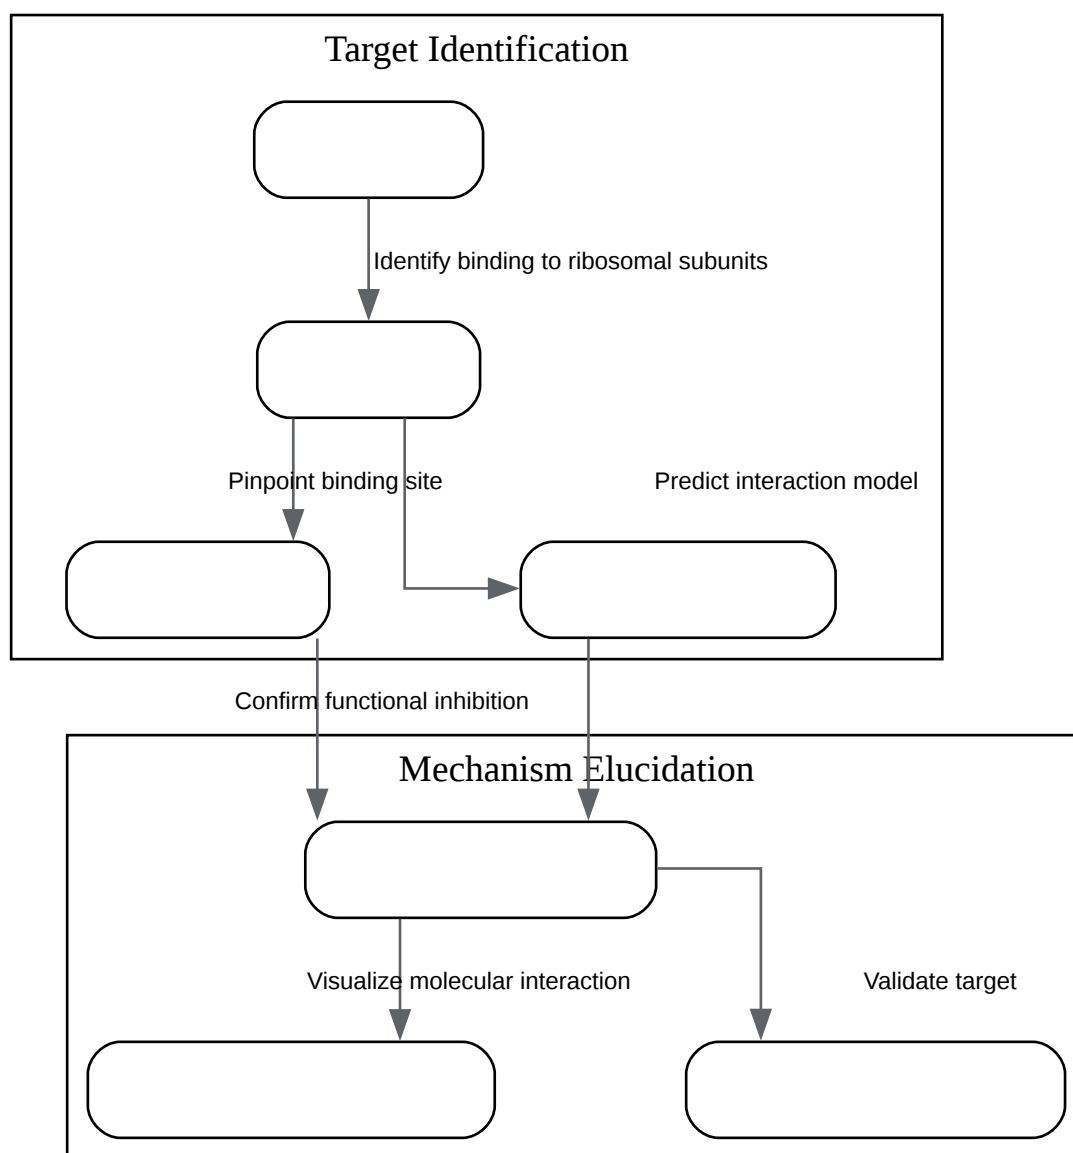 Target Identification
Identify binding to ribosomal subunits
Pinpoint binding site
Predict interaction model
Confirm functional inhibition
Mechanism Elucidation
Visualize molecular interaction
Validate target